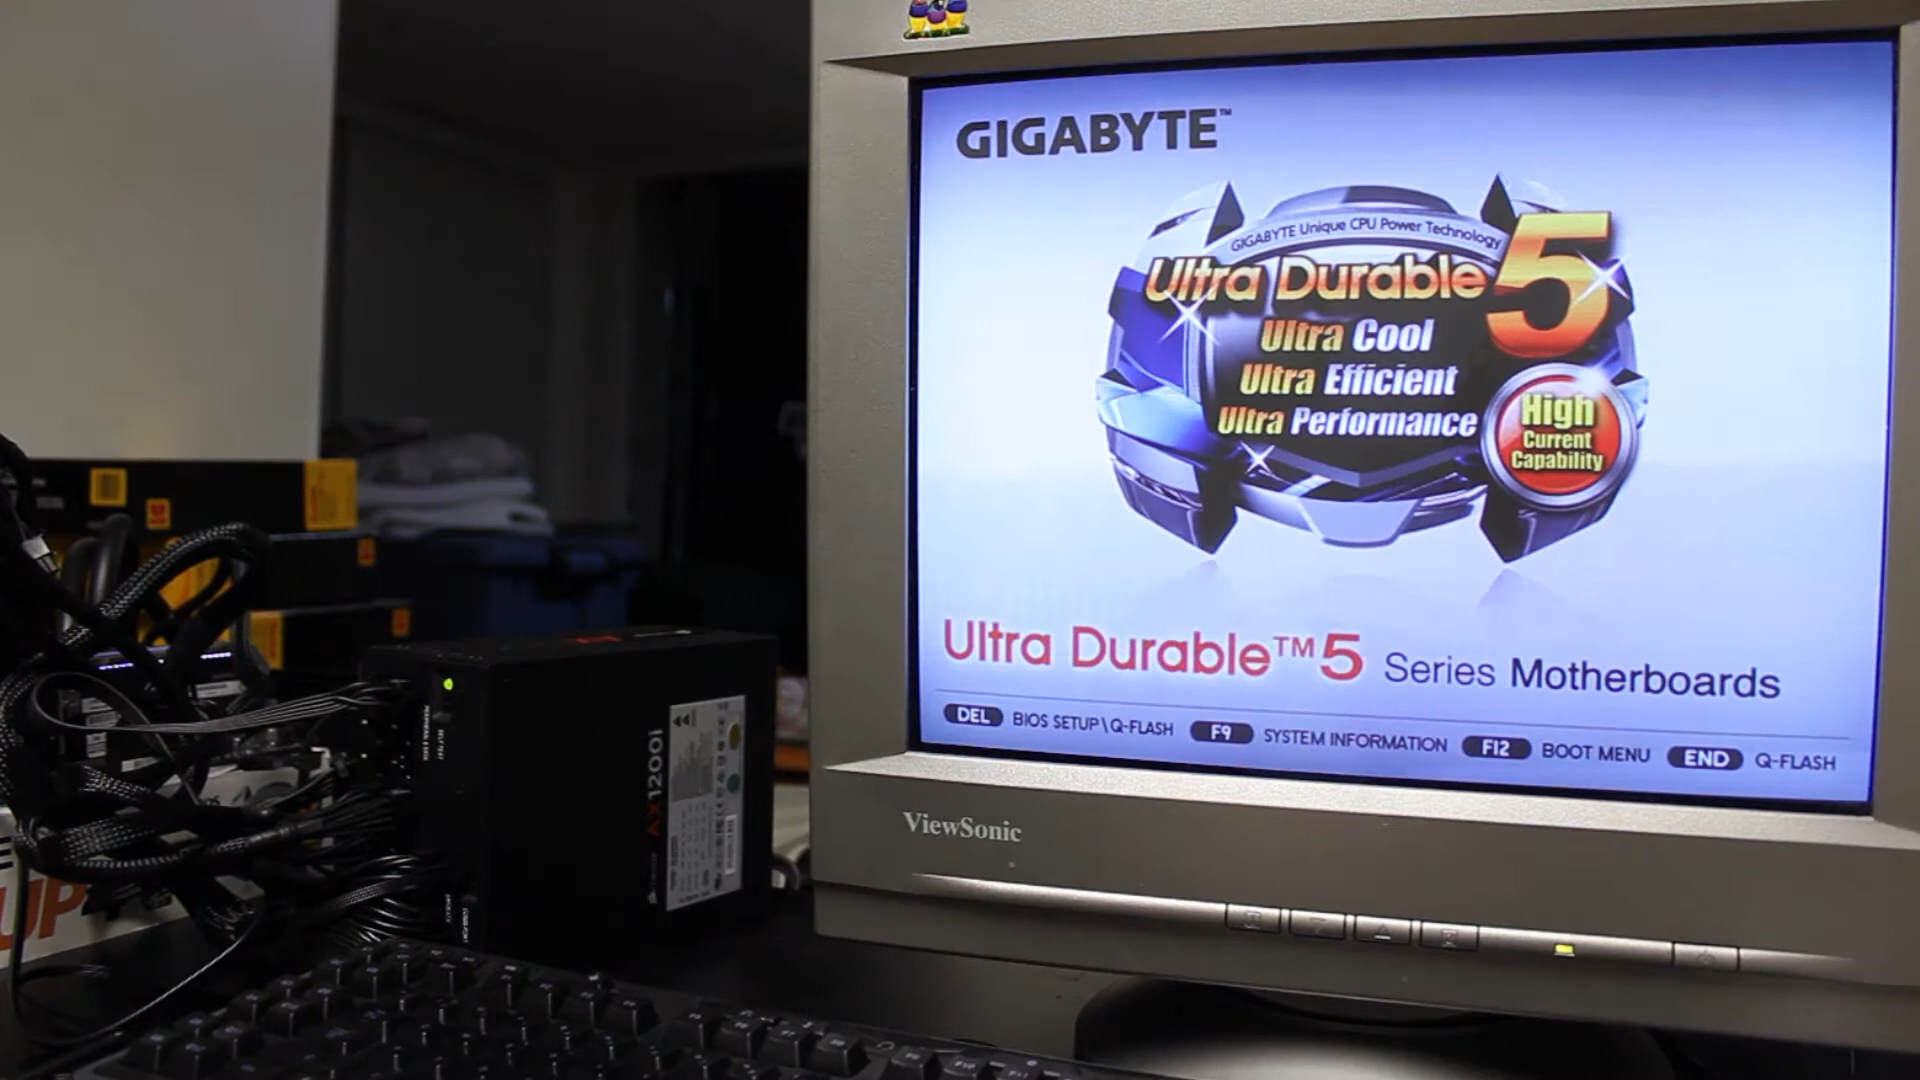 GIGABYTE™
GIGABYTE Unique CPU Power Technology
Ultra Durable 5
Ultra Cool
Ultra Efficient
Ultra Performance
High
Current
Capability
Ultra Durable™5 Series Motherboards
DEL BIOS SETUP\Q-FLASH F9 SYSTEM INFORMATION F12 BOOT MENU END Q-FLASH
ViewSonic
AX1200i
UP